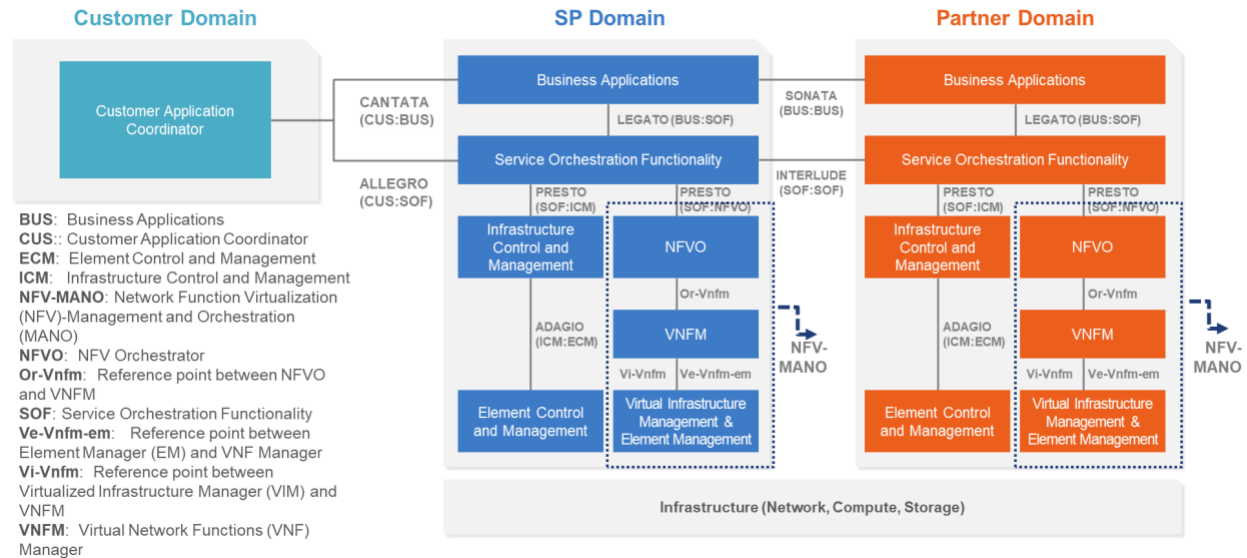 Customer Domain
SP Domain
Partner Domain
Customer Application
Coordinator
CANTATA
(CUS:BUS)
ALLEGRO
(CUS:SOF)
Business Applications
LEGATO (BUS:SOF)
Service Orchestration Functionality
PRESTO
(SOF:ICM)
PRESTO
(SOF:NFVO)
Infrastructure
Control and
Management
NFVO
Or-Vnfm
ADAGIO
(ICM:ECM)
VNFM
Vi-Vnfm
Ve-Vnfm-em
Element Control
and Management
Virtual Infrastructure
Management &
Element Management
NFV-
MANO
SONATA
(BUS:BUS)
INTERLUDE
(SOF:SOF)
Business Applications
LEGATO (BUS:SOF)
Service Orchestration Functionality
PRESTO
(SOF:ICM)
PRESTO
(SOF:NFVO)
Infrastructure
Control and
Management
NFVO
Or-Vnfm
ADAGIO
(ICM:ECM)
VNFM
Vi-Vnfm
Ve-Vnfm-em
Element Control
and Management
Virtual Infrastructure
Management &
Element Management
NFV-
MANO
Infrastructure (Network, Compute, Storage)
BUS: Business Applications
CUS:: Customer Application Coordinator
ECM: Element Control and Management
ICM: Infrastructure Control and Management
NFV-MANO: Network Function Virtualization
(NFV)-Management and Orchestration
(MANO)
NFVO: NFV Orchestrator
Or-Vnfm: Reference point between NFVO
and VNFM
SOF: Service Orchestration Functionality
Ve-Vnfm-em: Reference point between
Element Manager (EM) and VNF Manager
Vi-Vnfm: Reference point between
Virtualized Infrastructure Manager (VIM) and
VNFM
VNFM: Virtual Network Functions (VNF)
Manager